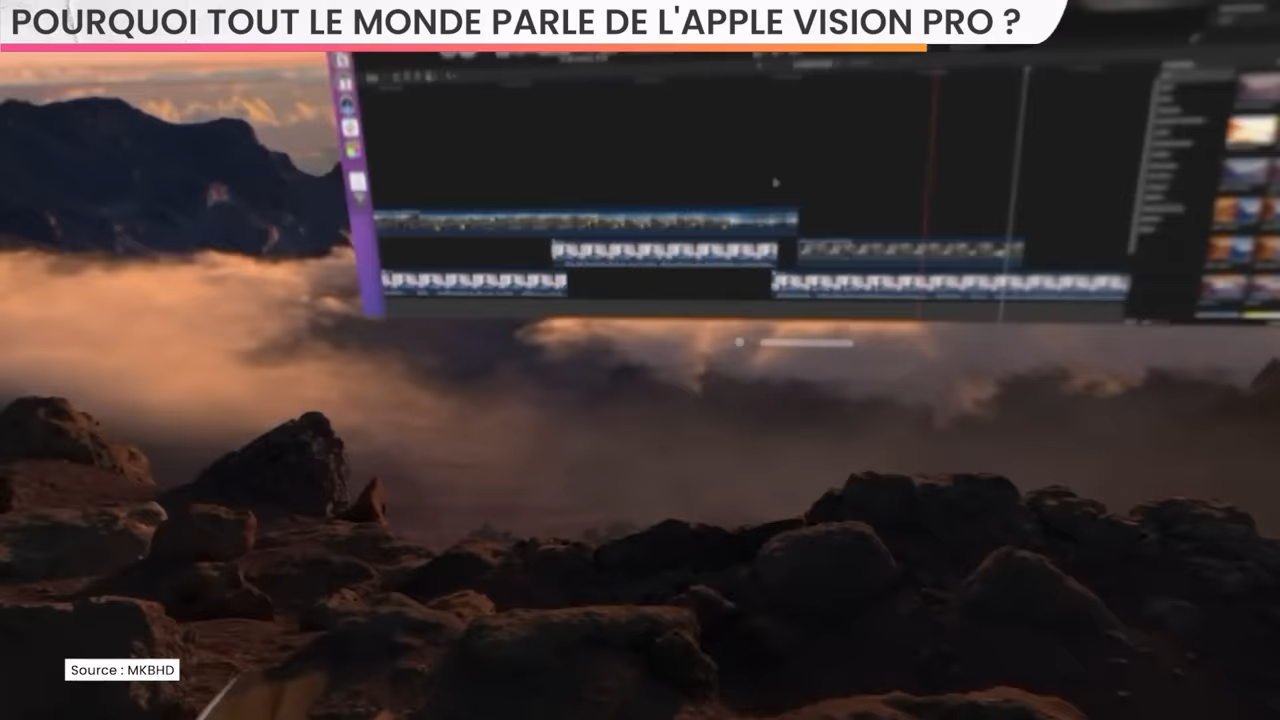 POURQUOI TOUT LE MONDE PARLE DE L'APPLE VISION PRO ?
Source : MKBHD